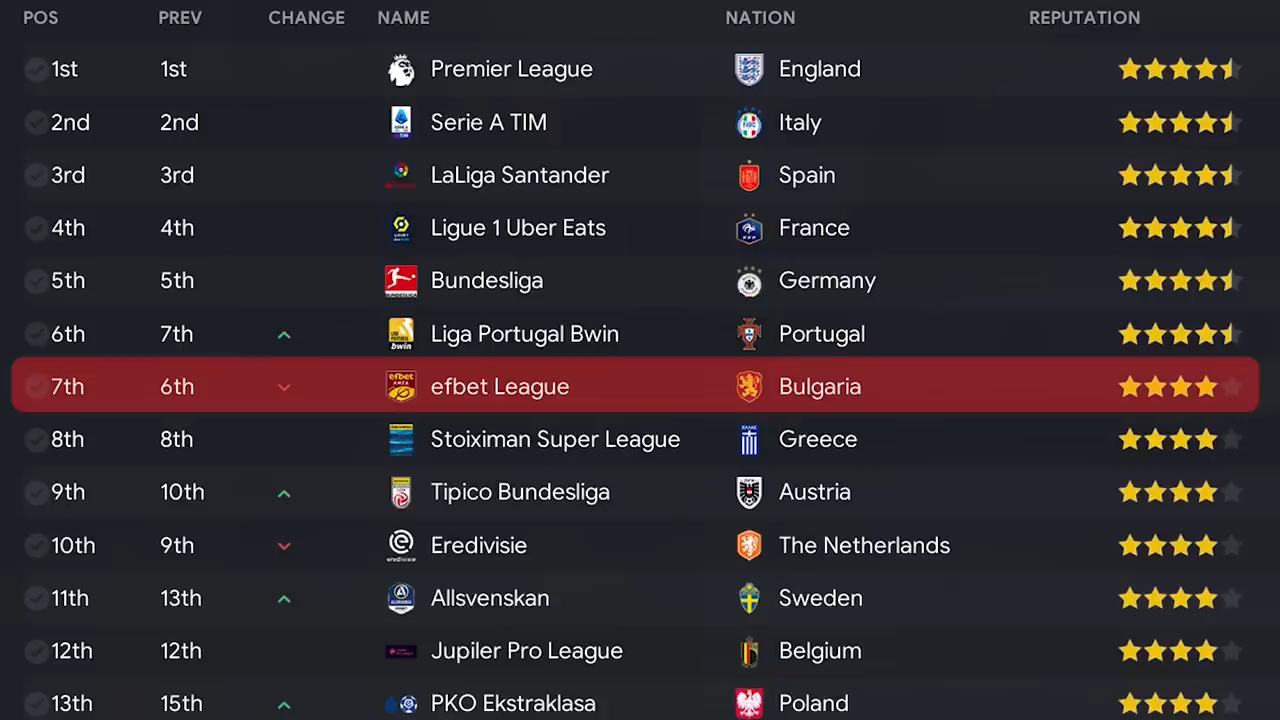 POS PREV CHANGE NAME NATION REPUTATION
1st 1st Premier League England
2nd 2nd Serie A TIM Italy
3rd 3rd LaLiga Santander Spain
4th 4th Ligue 1 Uber Eats France
5th 5th Bundesliga Germany
6th 7th Liga Portugal Bwin Portugal
7th 6th efbet League Bulgaria
8th 8th Stoiximan Super League Greece
9th 10th Tipico Bundesliga Austria
10th 9th Eredivisie The Netherlands
11th 13th Allsvenskan Sweden
12th 12th Jupiler Pro League Belgium
13th 15th PKO Ekstraklasa Poland